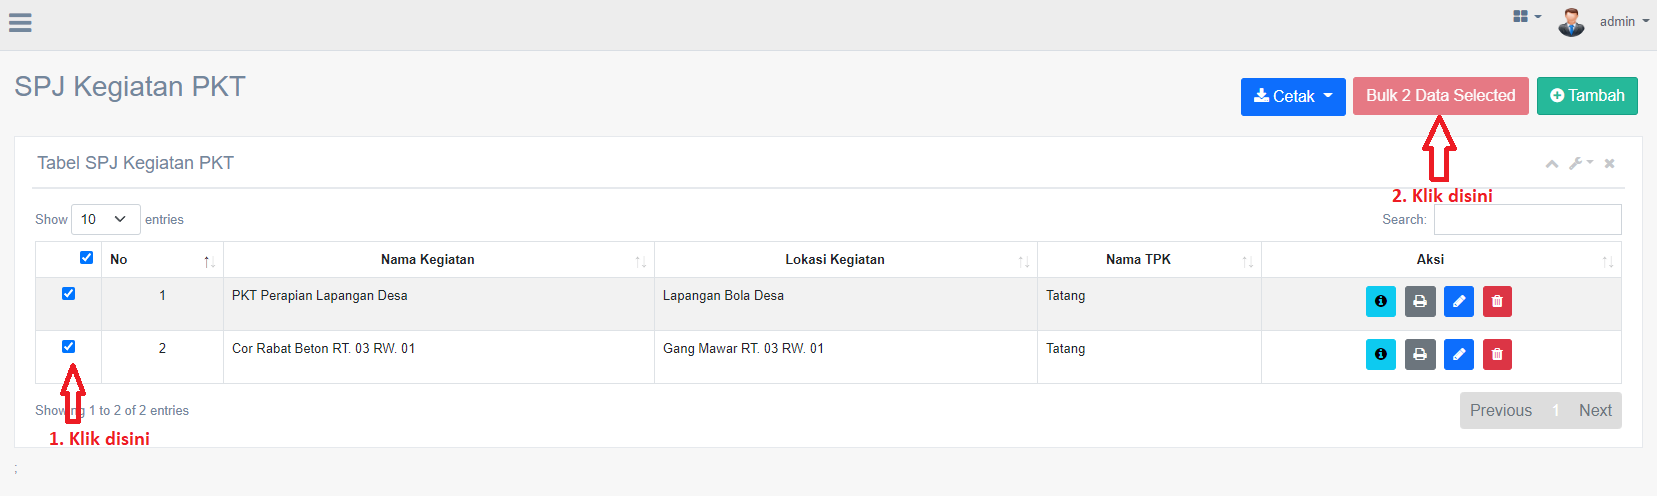 admin
SPJ Kegiatan PKT
Cetak
Bulk 2 Data Selected
Tambah
Tabel SPJ Kegiatan PKT
2. Klik disini
Show 10 entries
Search:
No Nama Kegiatan Lokasi Kegiatan Nama TPK Aksi
1 PKT Perapian Lapangan Desa Lapangan Bola Desa Tatang
2 Cor Rabat Beton RT. 03 RW. 01 Gang Mawar RT. 03 RW. 01 Tatang
Showing 1 to 2 of 2 entries
Previous 1 Next
1. Klik disini
;